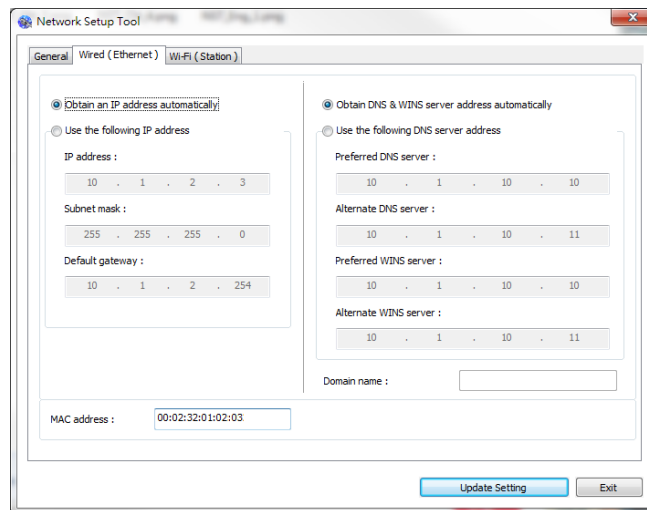 Network Setup Tool
General Wired ( Ethernet ) Wi-Fi ( Station )
Obtain an IP address automatically
Use the following IP address
IP address :
10 . 1 . 2 . 3
Subnet mask :
255 . 255 . 255 . 0
Default gateway :
10 . 1 . 2 . 254
Obtain DNS & WINS server address automatically
Use the following DNS server address
Preferred DNS server :
10 . 1 . 10 . 10
Alternate DNS server :
10 . 1 . 10 . 11
Preferred WINS server :
10 . 1 . 10 . 10
Alternate WINS server :
10 . 1 . 10 . 11
Domain name :
MAC address : 00:02:32:01:02:03
Update Setting Exit